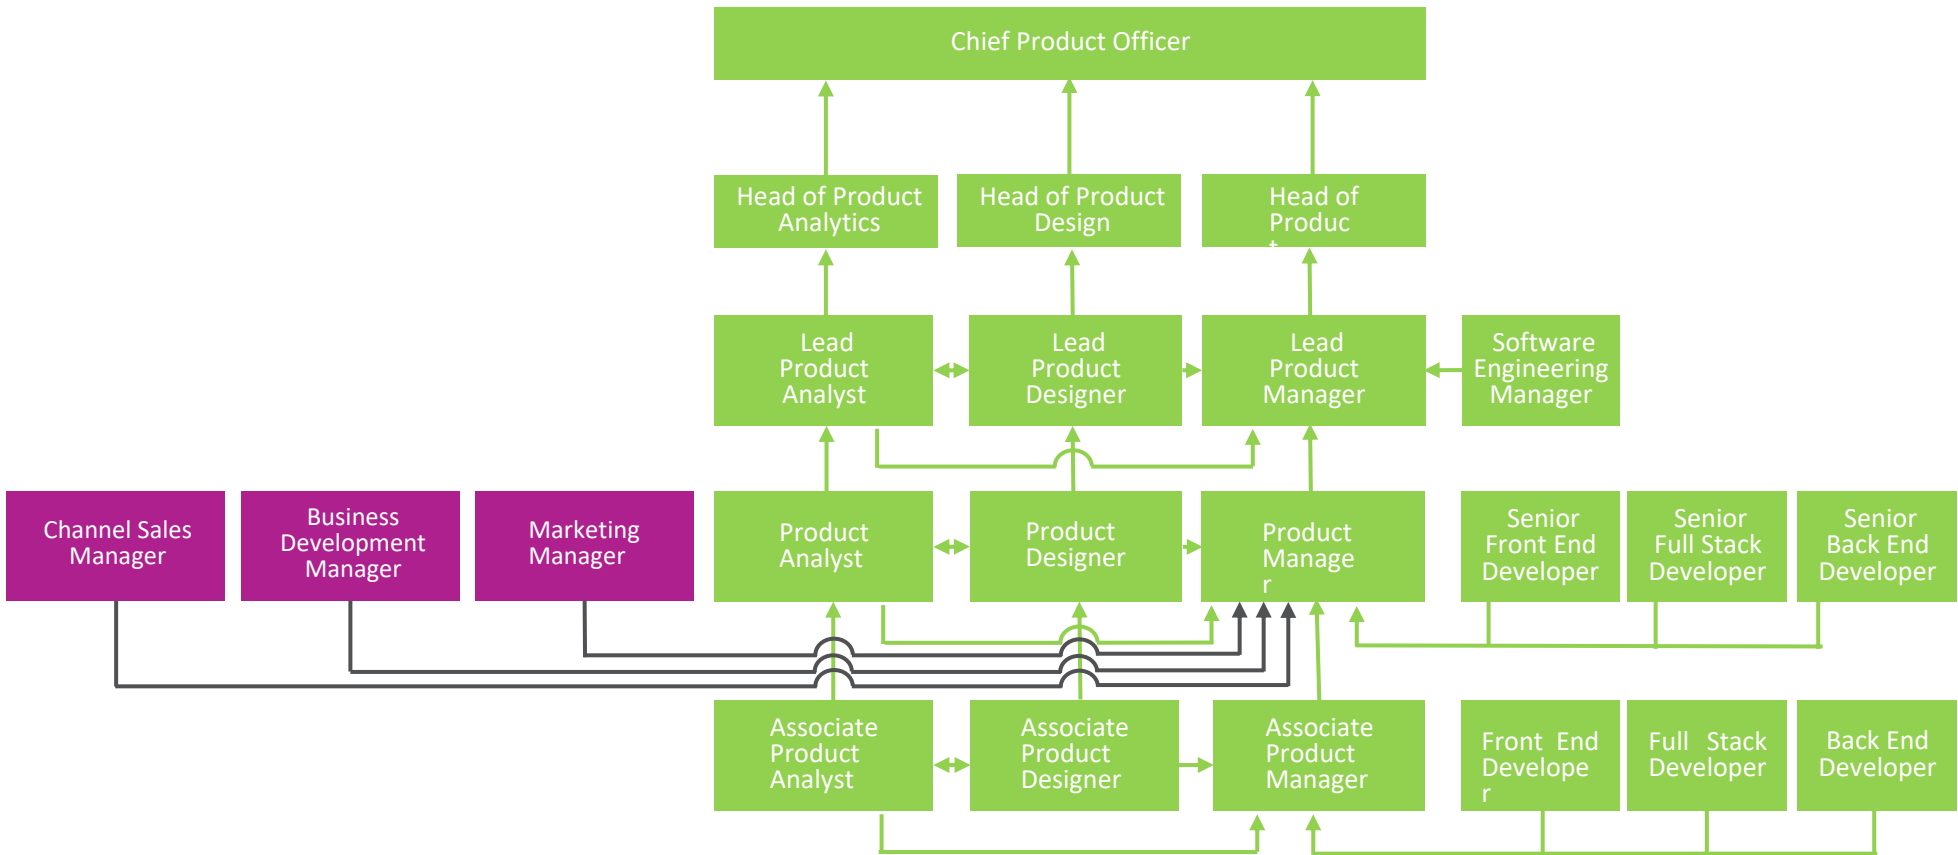 Chief Product Officer
Head of Product
Analytics
Head of Product
Design
Head of
Produc
t
Lead
Product
Analyst
Lead
Product
Designer
Lead
Product
Manager
Software
Engineering
Manager
Channel Sales
Manager
Business
Development
Manager
Marketing
Manager
Product
Analyst
Product
Designer
Product
Manage
r
Senior
Front End
Developer
Senior
Full Stack
Developer
Senior
Back End
Developer
Associate
Product
Analyst
Associate
Product
Designer
Associate
Product
Manager
Front End
Develope
r
Full Stack
Developer
Back End
Developer